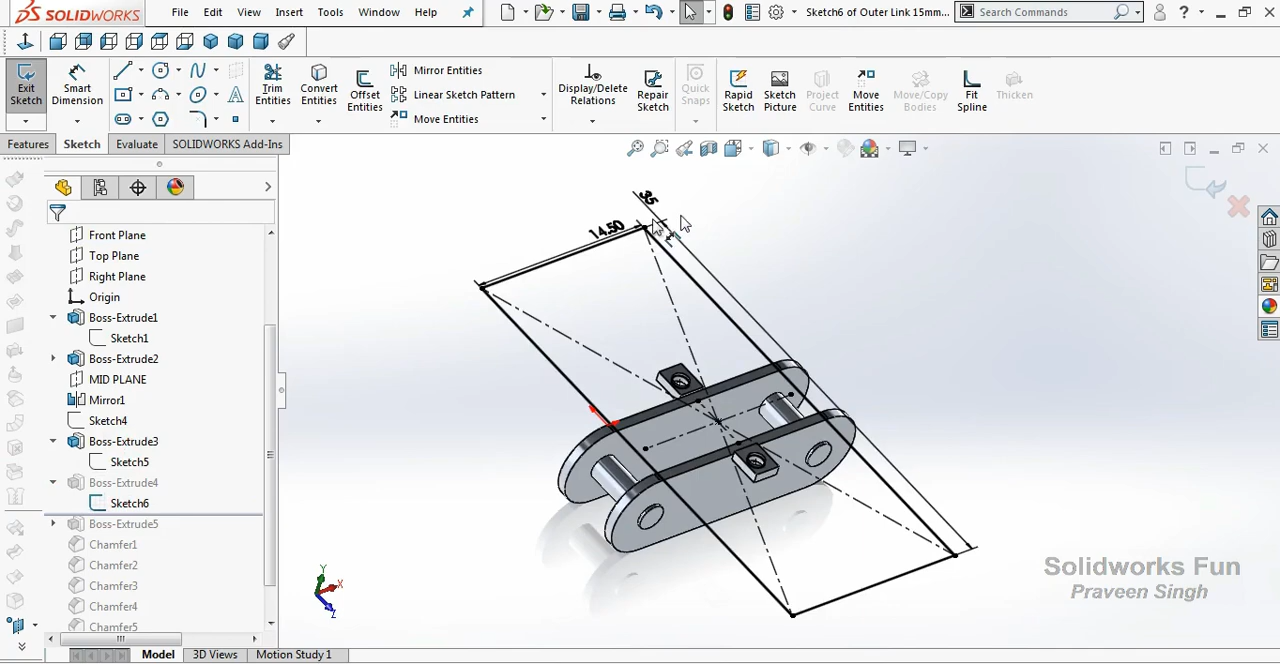 SOLIDWORKS
File
Edit
View
Insert
Tools
Window
Help
Sketch6 of Outer Link 15mm...
Search Commands
?
Exit Sketch
Smart Dimension
Trim Entities
Convert Entities
Offset Entities
Mirror Entities
Linear Sketch Pattern
Move Entities
Display/Delete Relations
Repair Sketch
Quick Snaps
Rapid Sketch
Sketch Picture
Project Curve
Move Entities
Move/Copy Bodies
Fit Spline
Thicken
Features
Sketch
Evaluate
SOLIDWORKS Add-Ins
Front Plane
Top Plane
Right Plane
Origin
Boss-Extrude1
Sketch1
Boss-Extrude2
MID PLANE
Mirror1
Sketch4
Boss-Extrude3
Sketch5
Boss-Extrude4
Sketch6
Boss-Extrude5
Chamfer1
Chamfer2
Chamfer3
Chamfer4
Chamfer5
35
14.50
Y
X
Z
Solidworks Fun
Praveen Singh
Model
3D Views
Motion Study 1